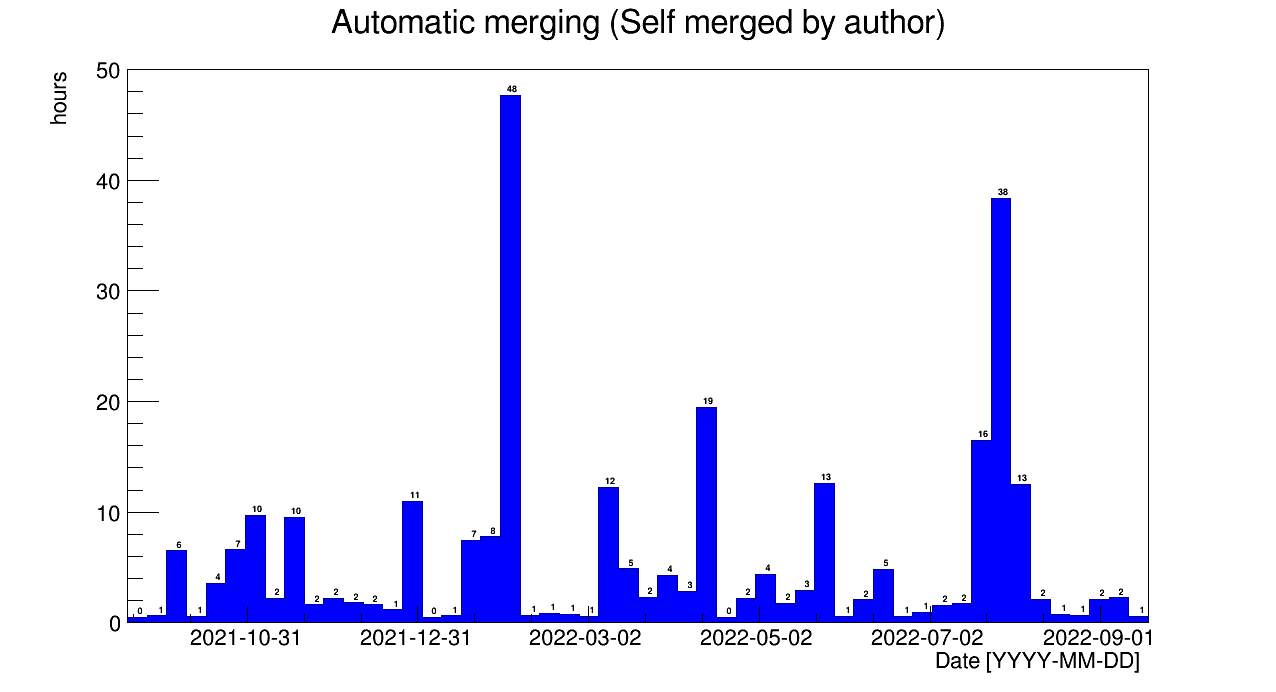 Automatic merging (Self merged by author)
hours
50
40
30
20
10
0
0 1 6 1 4 7 10 2 10 2 2 2 2 1 11 0 1 7 8 48 1 1 1 1 12 5 2 4 3 19 0 2 4 2 3 13 1 2 5 1 1 2 2 16 38 13 2 1 1 2 2 1
2021-10-31 2021-12-31 2022-03-02 2022-05-02 2022-07-02 2022-09-01
Date [YYYY-MM-DD]